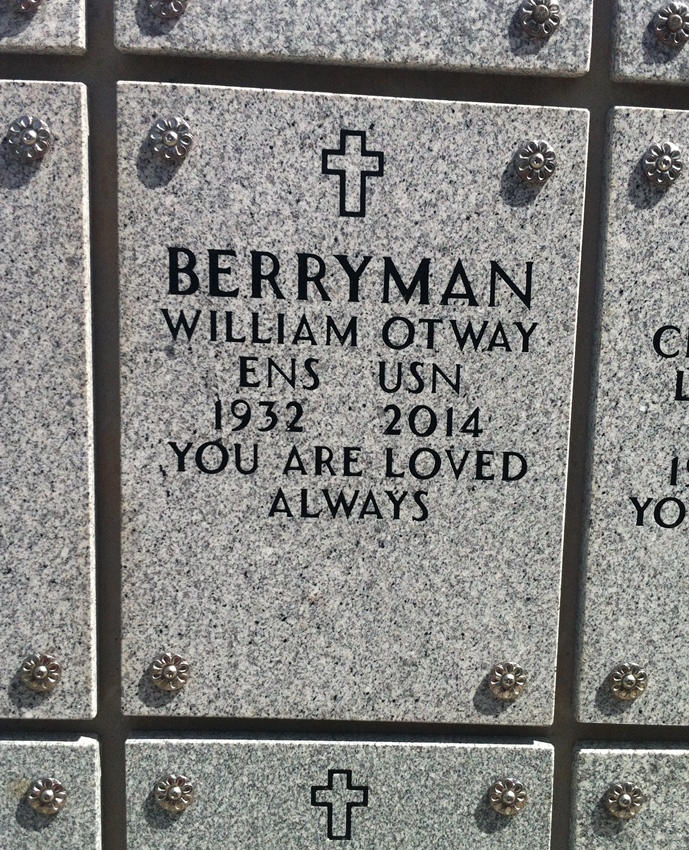 BERRYMAN
WILLIAM OTWAY
ENS USN
1932 2014
YOU ARE LOVED
ALWAYS